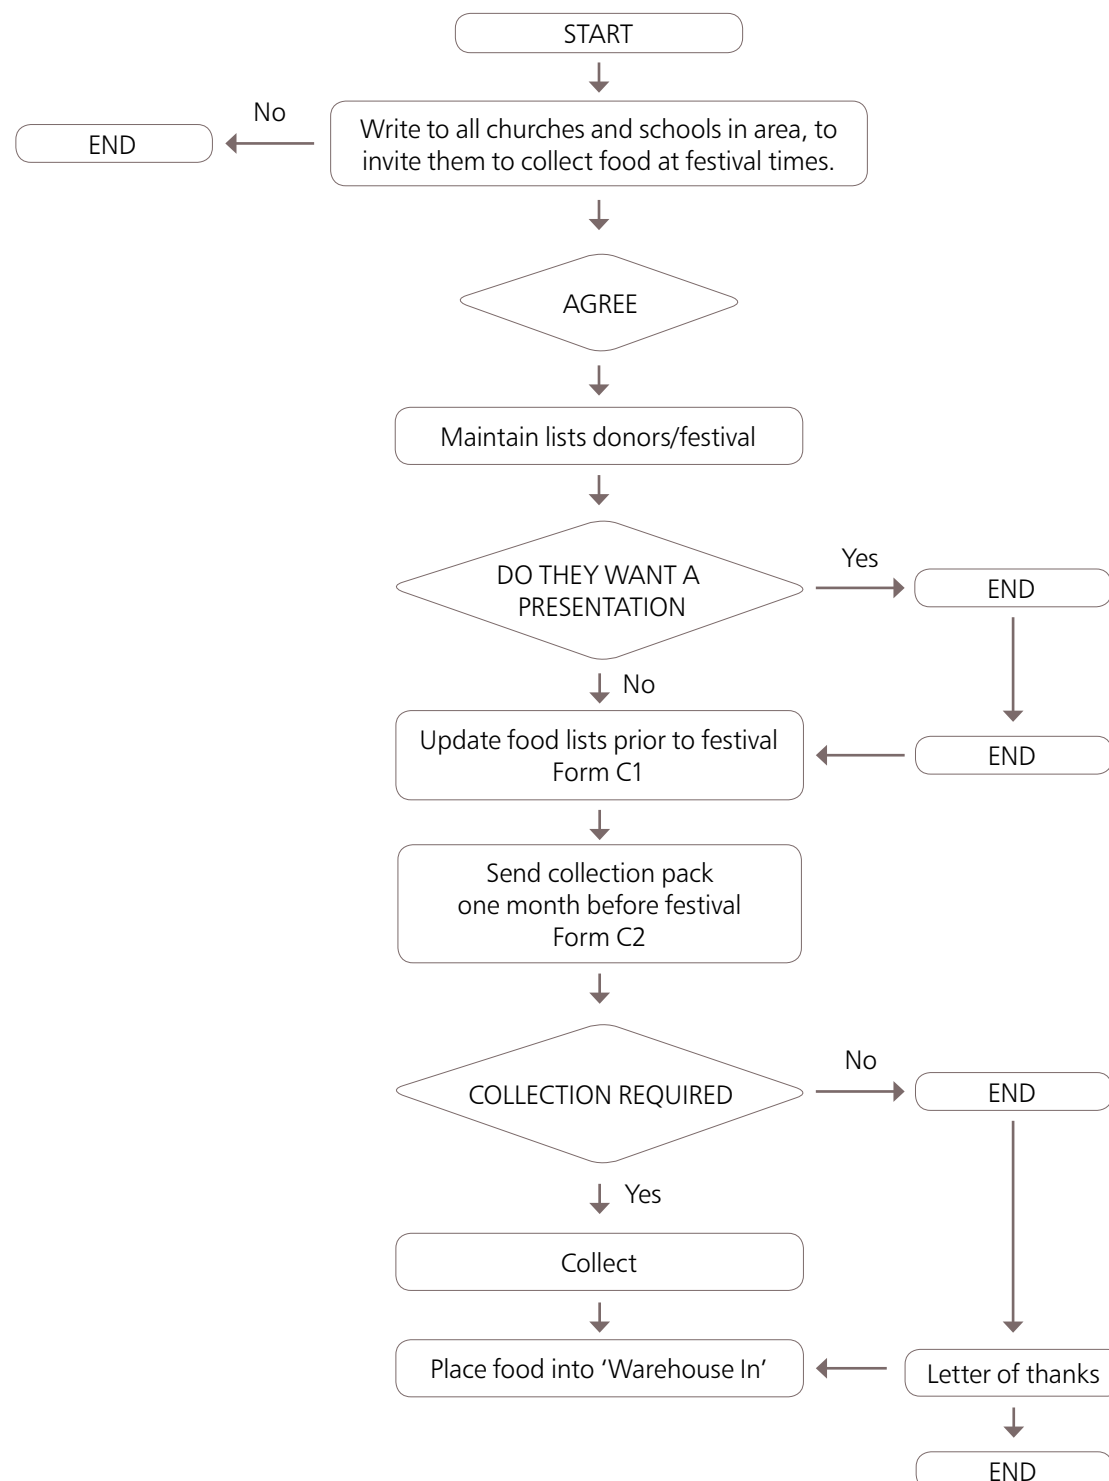 START
No
END
Write to all churches and schools in area, to
invite them to collect food at festival times.
AGREE
Maintain lists donors/festival
DO THEY WANT A
PRESENTATION
Yes
END
No
Update food lists prior to festival
Form C1
END
Send collection pack
one month before festival
Form C2
COLLECTION REQUIRED
No
END
Yes
Collect
Place food into ‘Warehouse In’
Letter of thanks
END